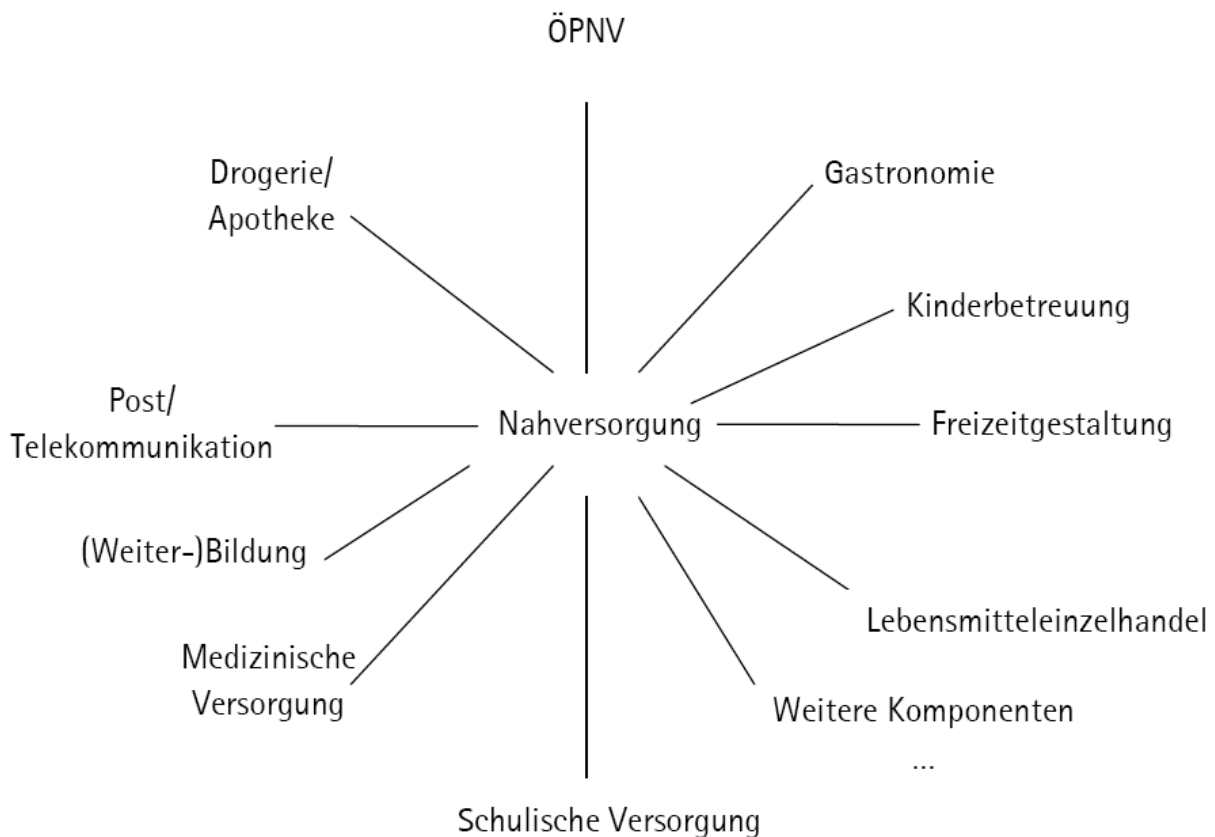 ÖPNV
Drogerie/
Apotheke
Gastronomie
Kinderbetreuung
Post/
Telekommunikation
Nahversorgung
Freizeitgestaltung
(Weiter-)Bildung
Lebensmitteleinzelhandel
Medizinische
Versorgung
Weitere Komponenten
...
Schulische Versorgung